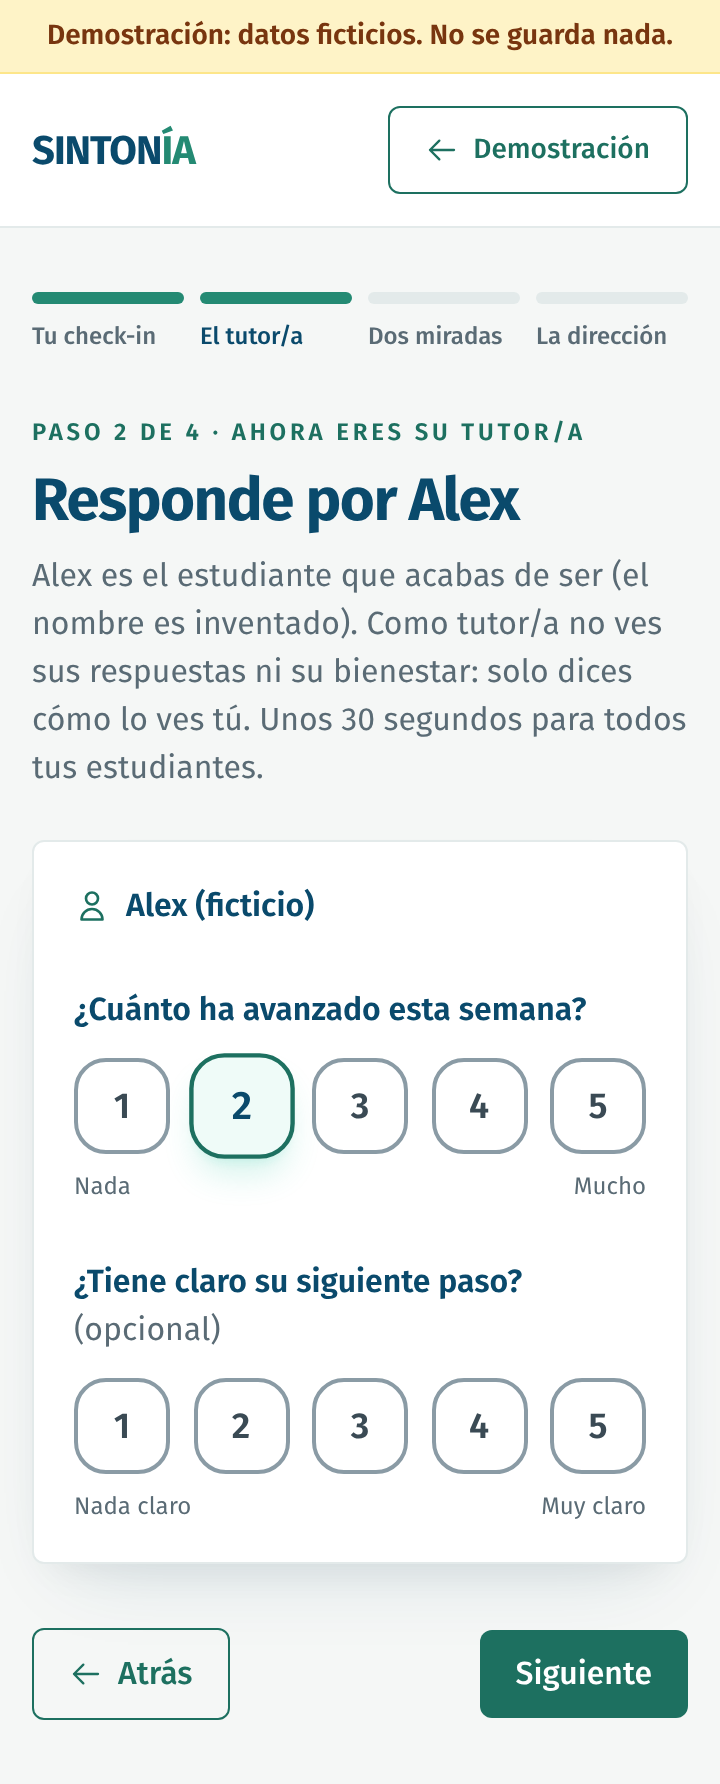 Demostración: datos ficticios. No se guarda nada.
SINTONÍA
← Demostración
Tu check-in
El tutor/a
Dos miradas
La dirección
PASO 2 DE 4 · AHORA ERES SU TUTOR/A
Responde por Alex
Alex es el estudiante que acabas de ser (el
nombre es inventado). Como tutor/a no ves
sus respuestas ni su bienestar: solo dices
cómo lo ves tú. Unos 30 segundos para todos
tus estudiantes.
Alex (ficticio)
¿Cuánto ha avanzado esta semana?
1 2 3 4 5
Nada Mucho
¿Tiene claro su siguiente paso?
(opcional)
1 2 3 4 5
Nada claro Muy claro
← Atrás
Siguiente